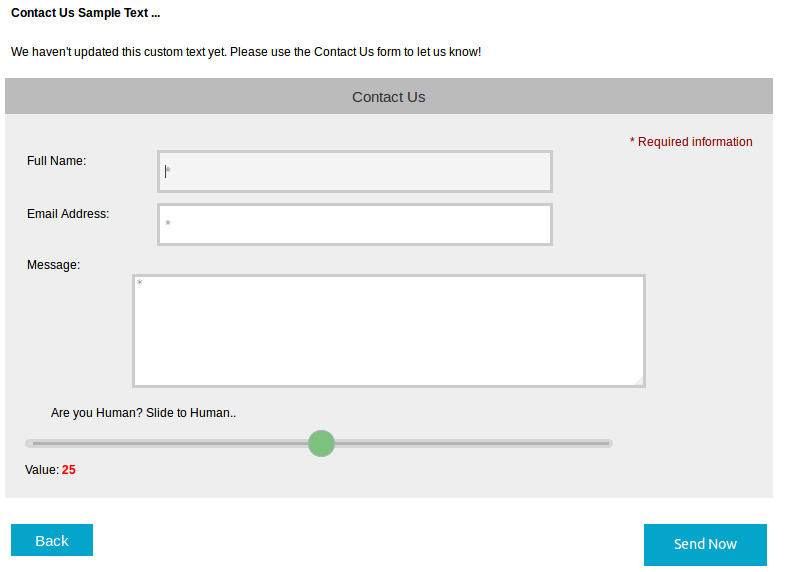 Contact Us Sample Text ...
We haven't updated this custom text yet. Please use the Contact Us form to let us know!
Contact Us
* Required information
Full Name:
*
Email Address:
*
Message:
*
Are you Human? Slide to Human..
Value: 25
Back
Send Now